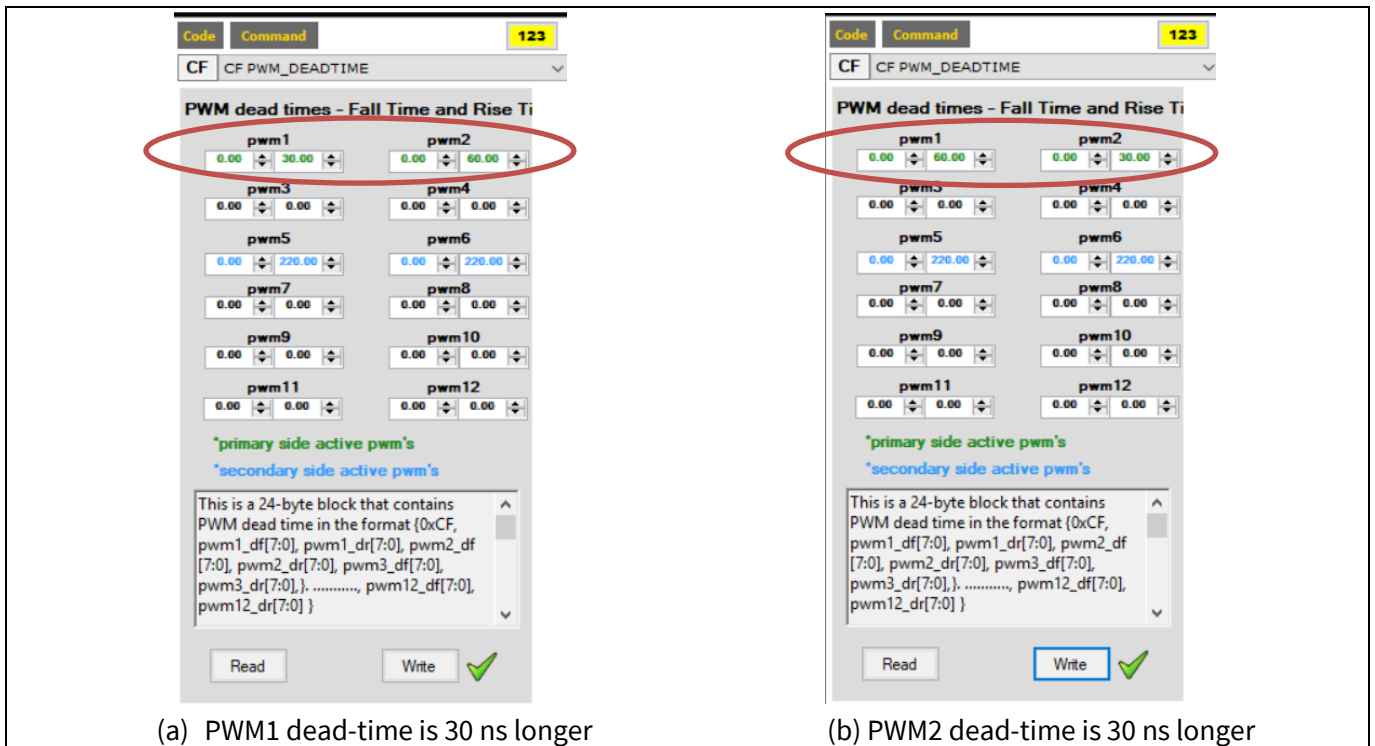 Code Command 123
CF CF PWM_DEADTIME
PWM dead times - Fall Time and Rise Ti
pwm1 pwm2
0.00 30.00 0.00 60.00
pwm3 pwm4
0.00 0.00 0.00 0.00
pwm5 pwm6
0.00 220.00 0.00 220.00
pwm7 pwm8
0.00 0.00 0.00 0.00
pwm9 pwm10
0.00 0.00 0.00 0.00
pwm11 pwm12
0.00 0.00 0.00 0.00
*primary side active pwm's
*secondary side active pwm's
This is a 24-byte block that contains
PWM dead time in the format {0xCF,
pwm1_df[7:0], pwm1_dr[7:0], pwm2_df
[7:0], pwm2_dr[7:0], pwm3_df[7:0],
pwm3_dr[7:0],}. ..........., pwm12_df[7:0],
pwm12_dr[7:0] }
Read Write
(a) PWM1 dead-time is 30 ns longer
Code Command 123
CF CF PWM_DEADTIME
PWM dead times - Fall Time and Rise Ti
pwm1 pwm2
0.00 60.00 0.00 30.00
pwm3 pwm4
0.00 0.00 0.00 0.00
pwm5 pwm6
0.00 220.00 0.00 220.00
pwm7 pwm8
0.00 0.00 0.00 0.00
pwm9 pwm10
0.00 0.00 0.00 0.00
pwm11 pwm12
0.00 0.00 0.00 0.00
*primary side active pwm's
*secondary side active pwm's
This is a 24-byte block that contains
PWM dead time in the format {0xCF,
pwm1_df[7:0], pwm1_dr[7:0], pwm2_df
[7:0], pwm2_dr[7:0], pwm3_df[7:0],
pwm3_dr[7:0],}. ..........., pwm12_df[7:0],
pwm12_dr[7:0] }
Read Write
(b) PWM2 dead-time is 30 ns longer